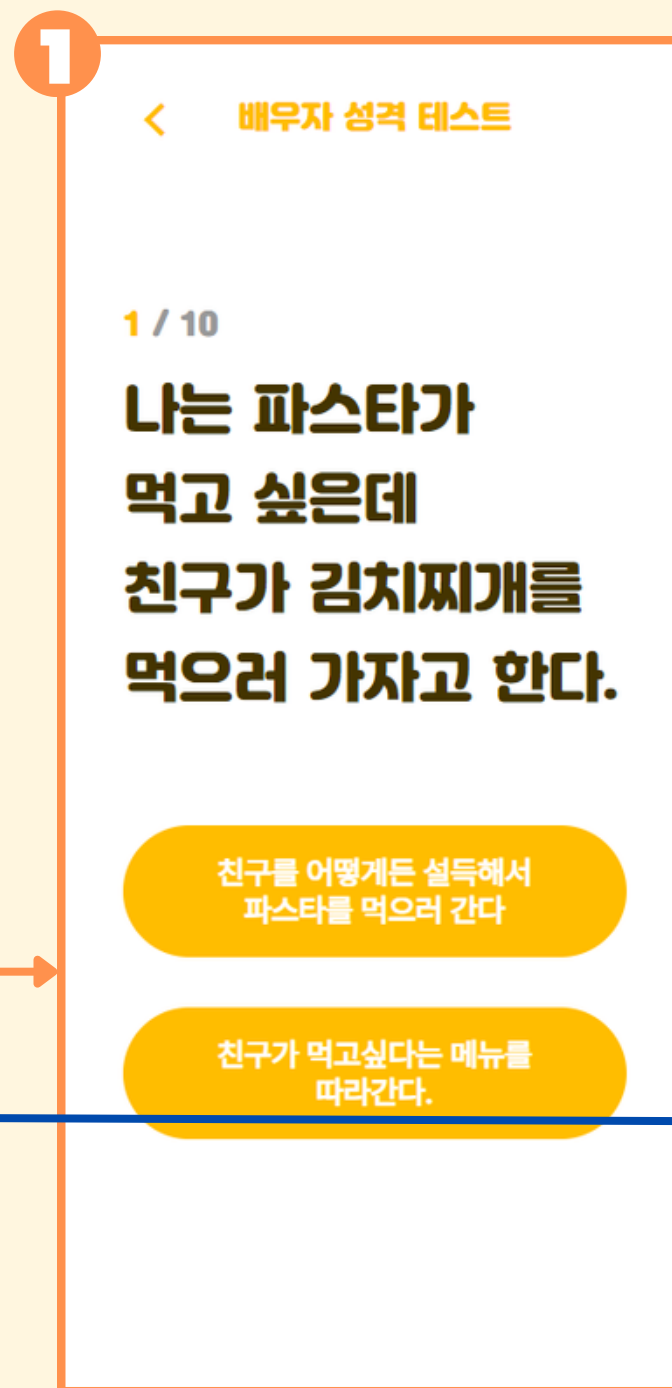 1
< 배우자 성격 테스트
1 / 10
나는 파스타가
먹고 싶은데
친구가 김치찌개를
먹으러 가자고 한다.
친구를 어떻게든 설득해서
파스타를 먹으러 간다
친구가 먹고싶다는 메뉴를
따라간다.